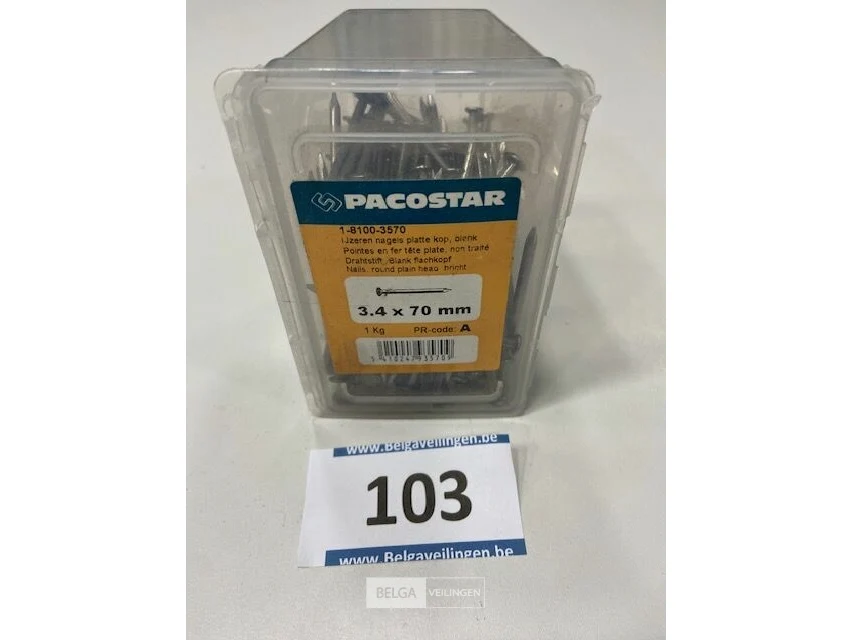 PACOSTAR
1-8100-3570
IJzeren nagels platte kop, blank
Pointes en fer tête plate, non traité
Drahtstift, Blank flachkopf
Nails, round plain head, bright
3.4 x 70 mm
1 Kg PR-code: A
www.Belgaveilingen.be
103
www.Belgaveilingen.be
BELGA VEILINGEN